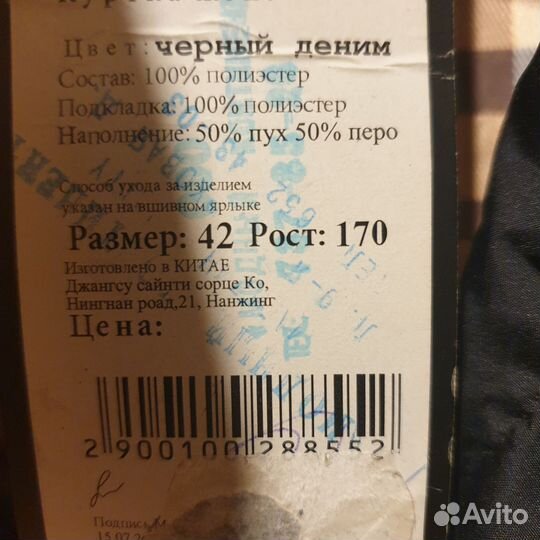 Цвет: черный деним
Состав: 100% полиэстер
Подкладка: 100% полиэстер
Наполнение: 50% пух 50% перо
Способ ухода за изделием
указан на вшивном ярлыке
Размер: 42 Рост: 170
Изготовлено в КИТАЕ
Джангсу сайнти сорце Ко,
Нингнан роад,21, Нанжинг
Цена:
2900100288552
Подпись
Avito